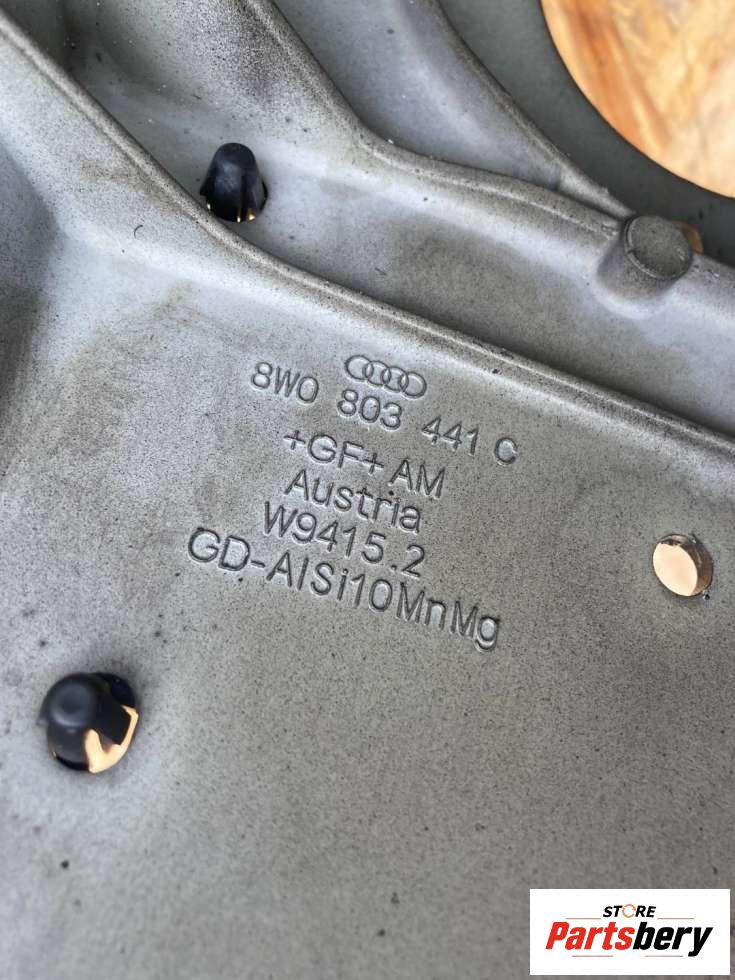 8W0 803 441 C
+GF+ AM
Austria
W9415.2
GD-AlSi10MnMg
STORE
Partsbery